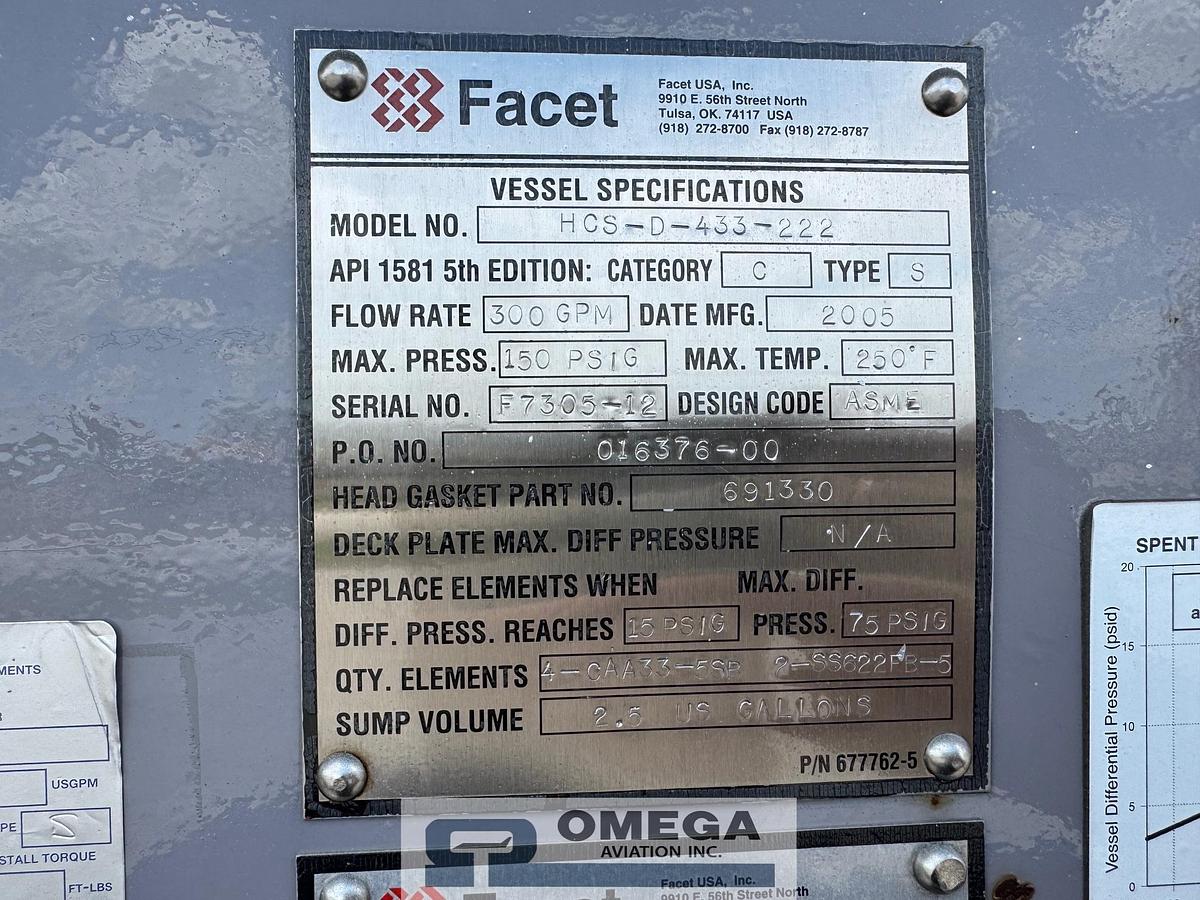 Facet
Facet USA, Inc.
9910 E. 56th Street North
Tulsa, OK. 74117 USA
(918) 272-8700 Fax (918) 272-8787
VESSEL SPECIFICATIONS
MODEL NO. HCS-D-433-222
API 1581 5th EDITION: CATEGORY C TYPE S
FLOW RATE 300 GPM DATE MFG. 2005
MAX. PRESS. 150 PSIG MAX. TEMP. 250°F
SERIAL NO. F7305-12 DESIGN CODE ASME
P.O. NO. 016376-00
HEAD GASKET PART NO. 691330
DECK PLATE MAX. DIFF PRESSURE N/A
REPLACE ELEMENTS WHEN MAX. DIFF.
DIFF. PRESS. REACHES 15 PSIG PRESS. 75 PSIG
QTY. ELEMENTS 4-CAA33-5SB 2-SS622FB-5
SUMP VOLUME 2.5 US GALLONS
P/N 677762-5
USGPM
S
STALL TORQUE
FT-LBS
SPENT
Vessel Differential Pressure (psid)
20
15
10
5
0
OMEGA
AVIATION INC.
Facet USA, Inc.
9910 E. 56th Street North